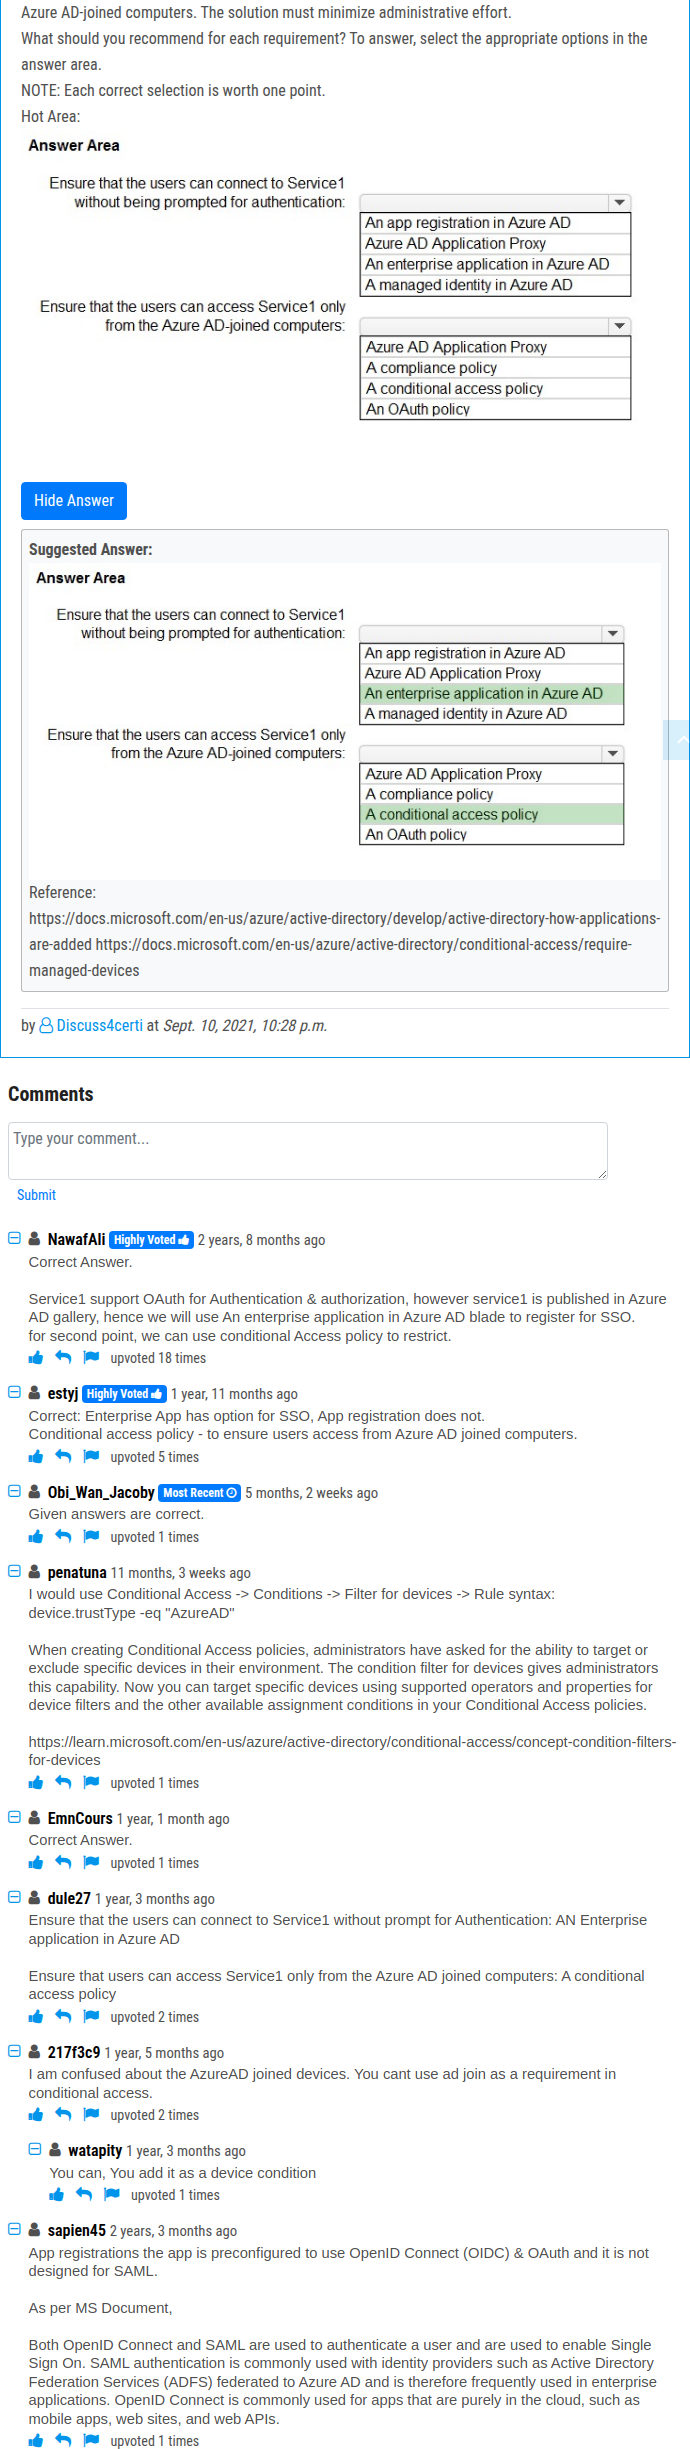 Azure AD-joined computers. The solution must minimize administrative effort.
What should you recommend for each requirement? To answer, select the appropriate options in the
answer area.
NOTE: Each correct selection is worth one point.
Hot Area:
Answer Area
Ensure that the users can connect to Service1
without being prompted for authentication:
An app registration in Azure AD
Azure AD Application Proxy
An enterprise application in Azure AD
A managed identity in Azure AD
Ensure that the users can access Service1 only
from the Azure AD-joined computers:
Azure AD Application Proxy
A compliance policy
A conditional access policy
An OAuth policy
Hide Answer
Suggested Answer:
Answer Area
Ensure that the users can connect to Service1
without being prompted for authentication:
An app registration in Azure AD
Azure AD Application Proxy
An enterprise application in Azure AD
A managed identity in Azure AD
Ensure that the users can access Service1 only
from the Azure AD-joined computers:
Azure AD Application Proxy
A compliance policy
A conditional access policy
An OAuth policy
Reference:
https://docs.microsoft.com/en-us/azure/active-directory/develop/active-directory-how-applications-
are-added https://docs.microsoft.com/en-us/azure/active-directory/conditional-access/require-
managed-devices
by Discuss4certi at Sept. 10, 2021, 10:28 p.m.
Comments
Type your comment...
Submit
NawafAli Highly Voted 2 years, 8 months ago
Correct Answer.
Service1 support OAuth for Authentication & authorization, however service1 is published in Azure
AD gallery, hence we will use An enterprise application in Azure AD blade to register for SSO.
for second point, we can use conditional Access policy to restrict.
upvoted 18 times
estyj Highly Voted 1 year, 11 months ago
Correct: Enterprise App has option for SSO, App registration does not.
Conditional access policy - to ensure users access from Azure AD joined computers.
upvoted 5 times
Obi_Wan_Jacoby Most Recent 5 months, 2 weeks ago
Given answers are correct.
upvoted 1 times
penatuna 11 months, 3 weeks ago
I would use Conditional Access -> Conditions -> Filter for devices -> Rule syntax:
device.trustType -eq "AzureAD"
When creating Conditional Access policies, administrators have asked for the ability to target or
exclude specific devices in their environment. The condition filter for devices gives administrators
this capability. Now you can target specific devices using supported operators and properties for
device filters and the other available assignment conditions in your Conditional Access policies.
https://learn.microsoft.com/en-us/azure/active-directory/conditional-access/concept-condition-filters-
for-devices
upvoted 1 times
EmnCours 1 year, 1 month ago
Correct Answer.
upvoted 1 times
dule27 1 year, 3 months ago
Ensure that the users can connect to Service1 without prompt for Authentication: AN Enterprise
application in Azure AD
Ensure that users can access Service1 only from the Azure AD joined computers: A conditional
access policy
upvoted 2 times
217f3c9 1 year, 5 months ago
I am confused about the AzureAD joined devices. You cant use ad join as a requirement in
conditional access.
upvoted 2 times
watapity 1 year, 3 months ago
You can, You add it as a device condition
upvoted 1 times
sapien45 2 years, 3 months ago
App registrations the app is preconfigured to use OpenID Connect (OIDC) & OAuth and it is not
designed for SAML.
As per MS Document,
Both OpenID Connect and SAML are used to authenticate a user and are used to enable Single
Sign On. SAML authentication is commonly used with identity providers such as Active Directory
Federation Services (ADFS) federated to Azure AD and is therefore frequently used in enterprise
applications. OpenID Connect is commonly used for apps that are purely in the cloud, such as
mobile apps, web sites, and web APIs.
upvoted 1 times